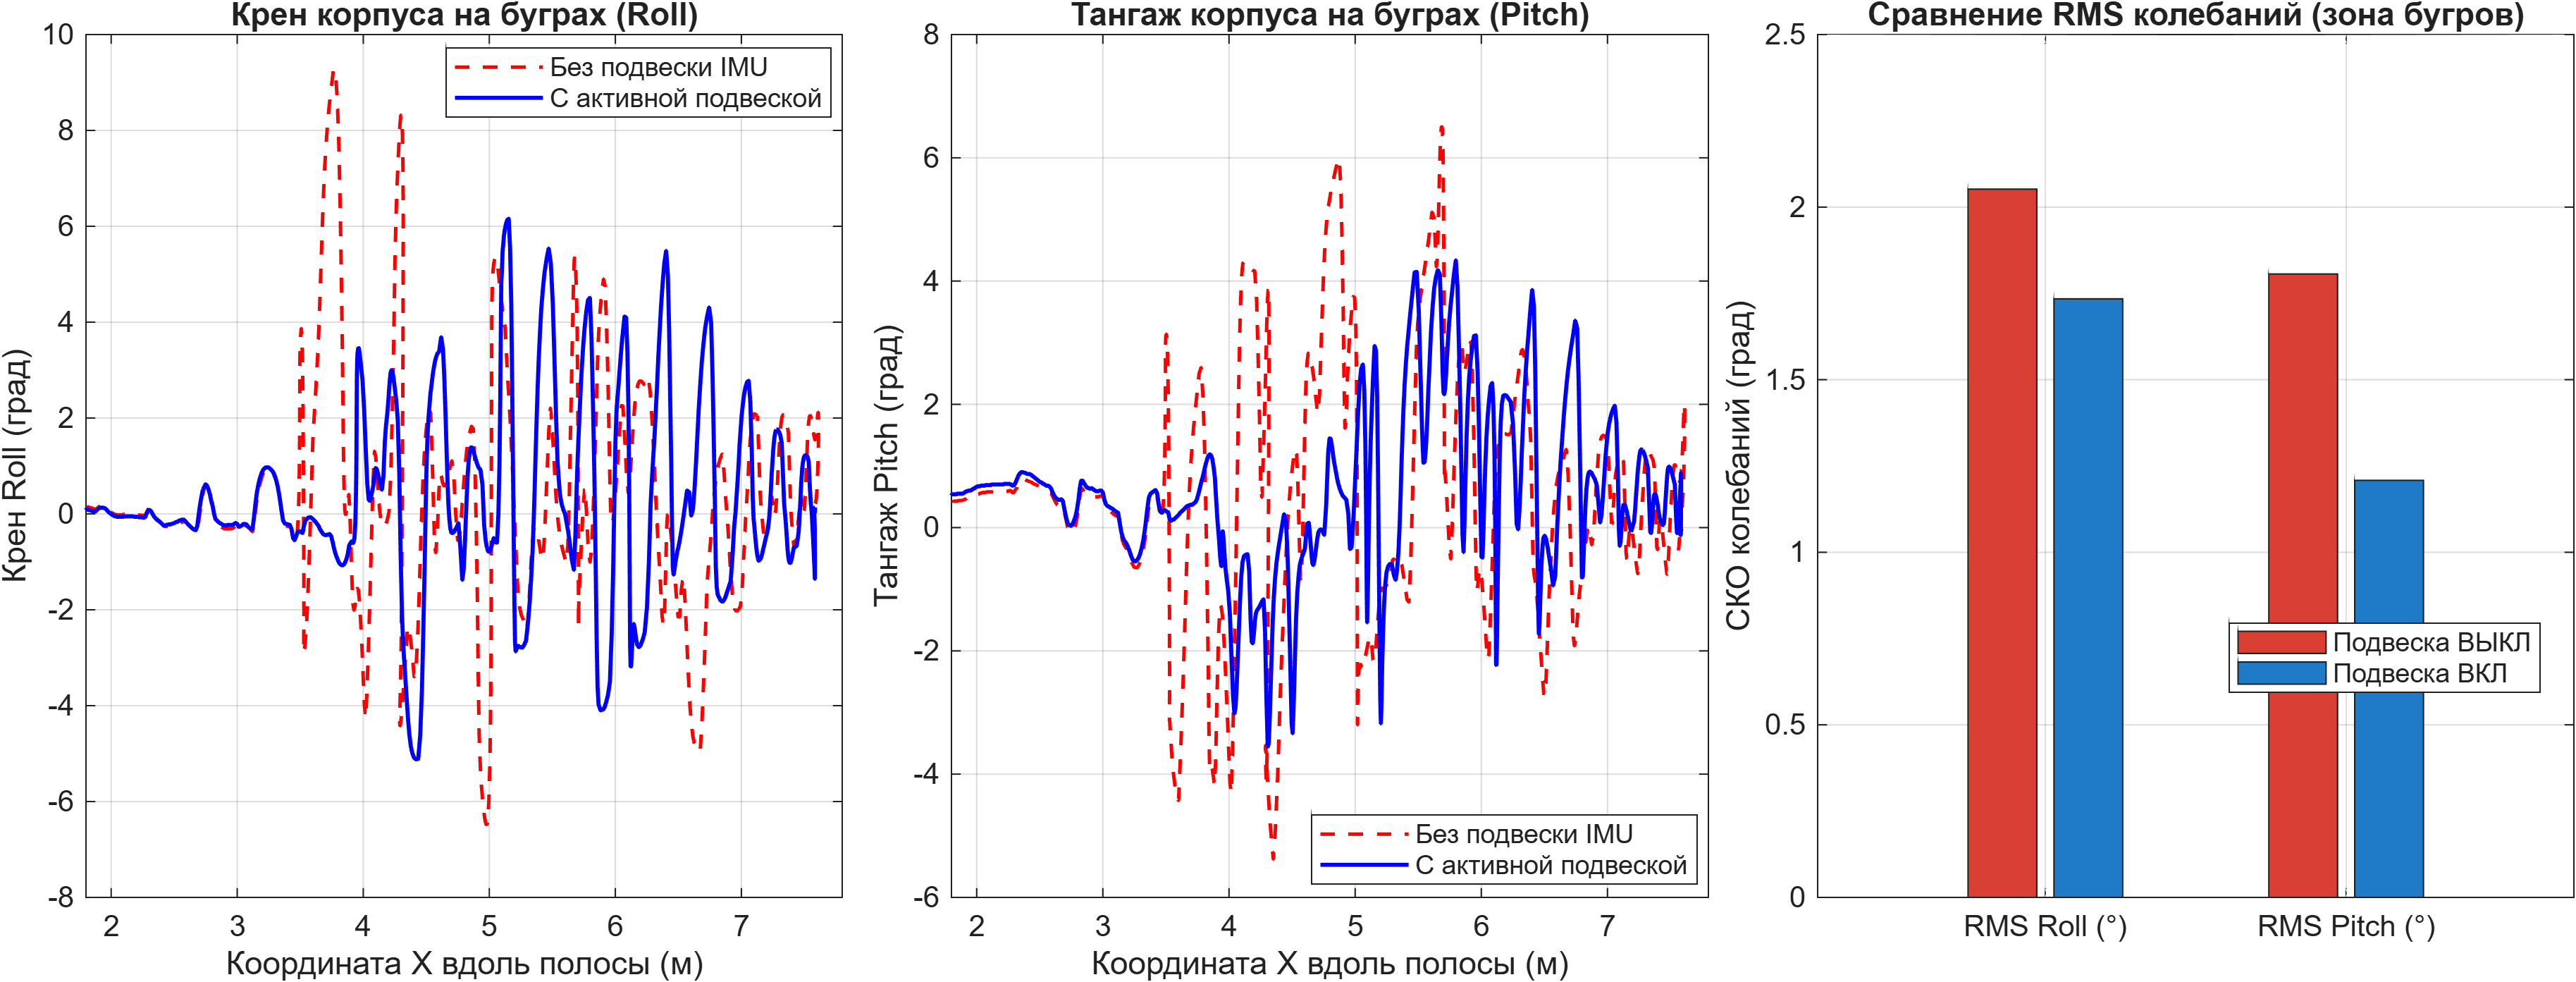 Крен корпуса на буграх (Roll)
10
8
6
4
2
0
-2
-4
-6
-8
2
3
4
5
6
7
Крен Roll (град)
Координата X вдоль полосы (м)
Без подвески IMU
С активной подвеской
Тангаж корпуса на буграх (Pitch)
8
6
4
2
0
-2
-4
-6
2
3
4
5
6
7
Тангаж Pitch (град)
Координата X вдоль полосы (м)
Без подвески IMU
С активной подвеской
Сравнение RMS колебаний (зона бугров)
2.5
2
1.5
1
0.5
0
СКО колебаний (град)
RMS Roll (°)
RMS Pitch (°)
Подвеска ВЫКЛ
Подвеска ВКЛ